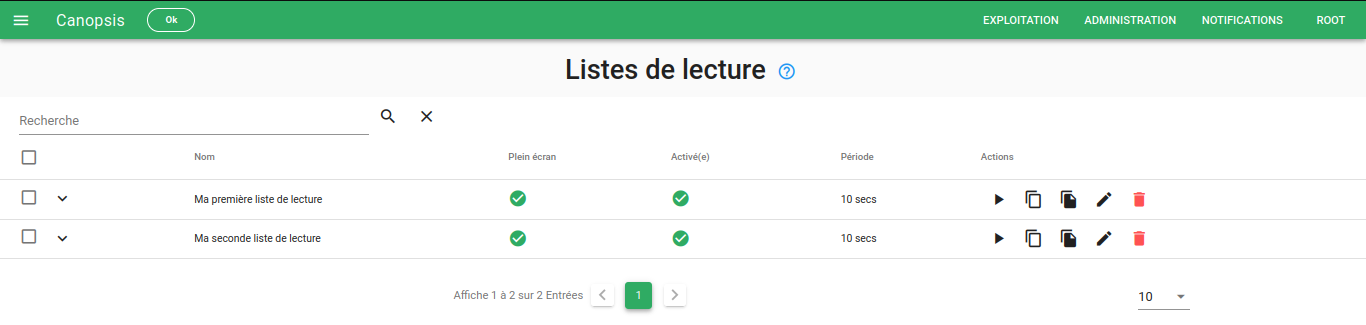 Canopsis Ok EXPLOITATION ADMINISTRATION NOTIFICATIONS ROOT
Listes de lecture ?
Recherche
Nom Plein écran Activé(e) Période Actions
Ma première liste de lecture 10 secs
Ma seconde liste de lecture 10 secs
Affiche 1 à 2 sur 2 Entrées 1 10